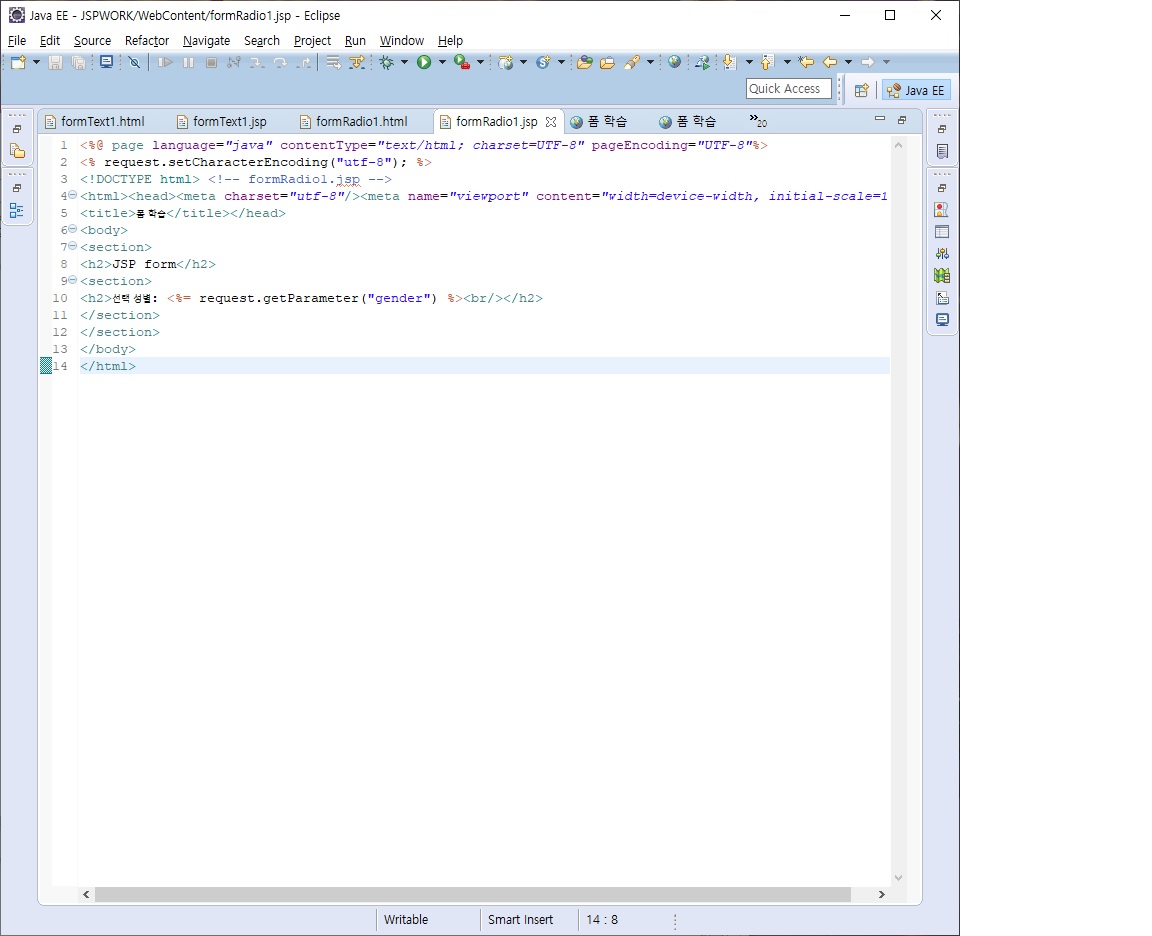 Java EE - JSPWORK/WebContent/formRadio1.jsp - Eclipse
File Edit Source Refactor Navigate Search Project Run Window Help
Quick Access Java EE
formText1.html formText1.jsp formRadio1.html formRadio1.jsp 폼 학습 폼 학습 »20
1 <%@ page language="java" contentType="text/html; charset=UTF-8" pageEncoding="UTF-8"%>
2 <% request.setCharacterEncoding("utf-8"); %>
3 <!DOCTYPE html> <!-- formRadio1.jsp -->
4 <html><head><meta charset="utf-8"/><meta name="viewport" content="width=device-width, initial-scale=1
5 <title>폼 학습</title></head>
6 <body>
7 <section>
8 <h2>JSP form</h2>
9 <section>
10 <h2>선택 성별: <%= request.getParameter("gender") %><br/></h2>
11 </section>
12 </section>
13 </body>
14 </html>
Writable Smart Insert 14 : 8